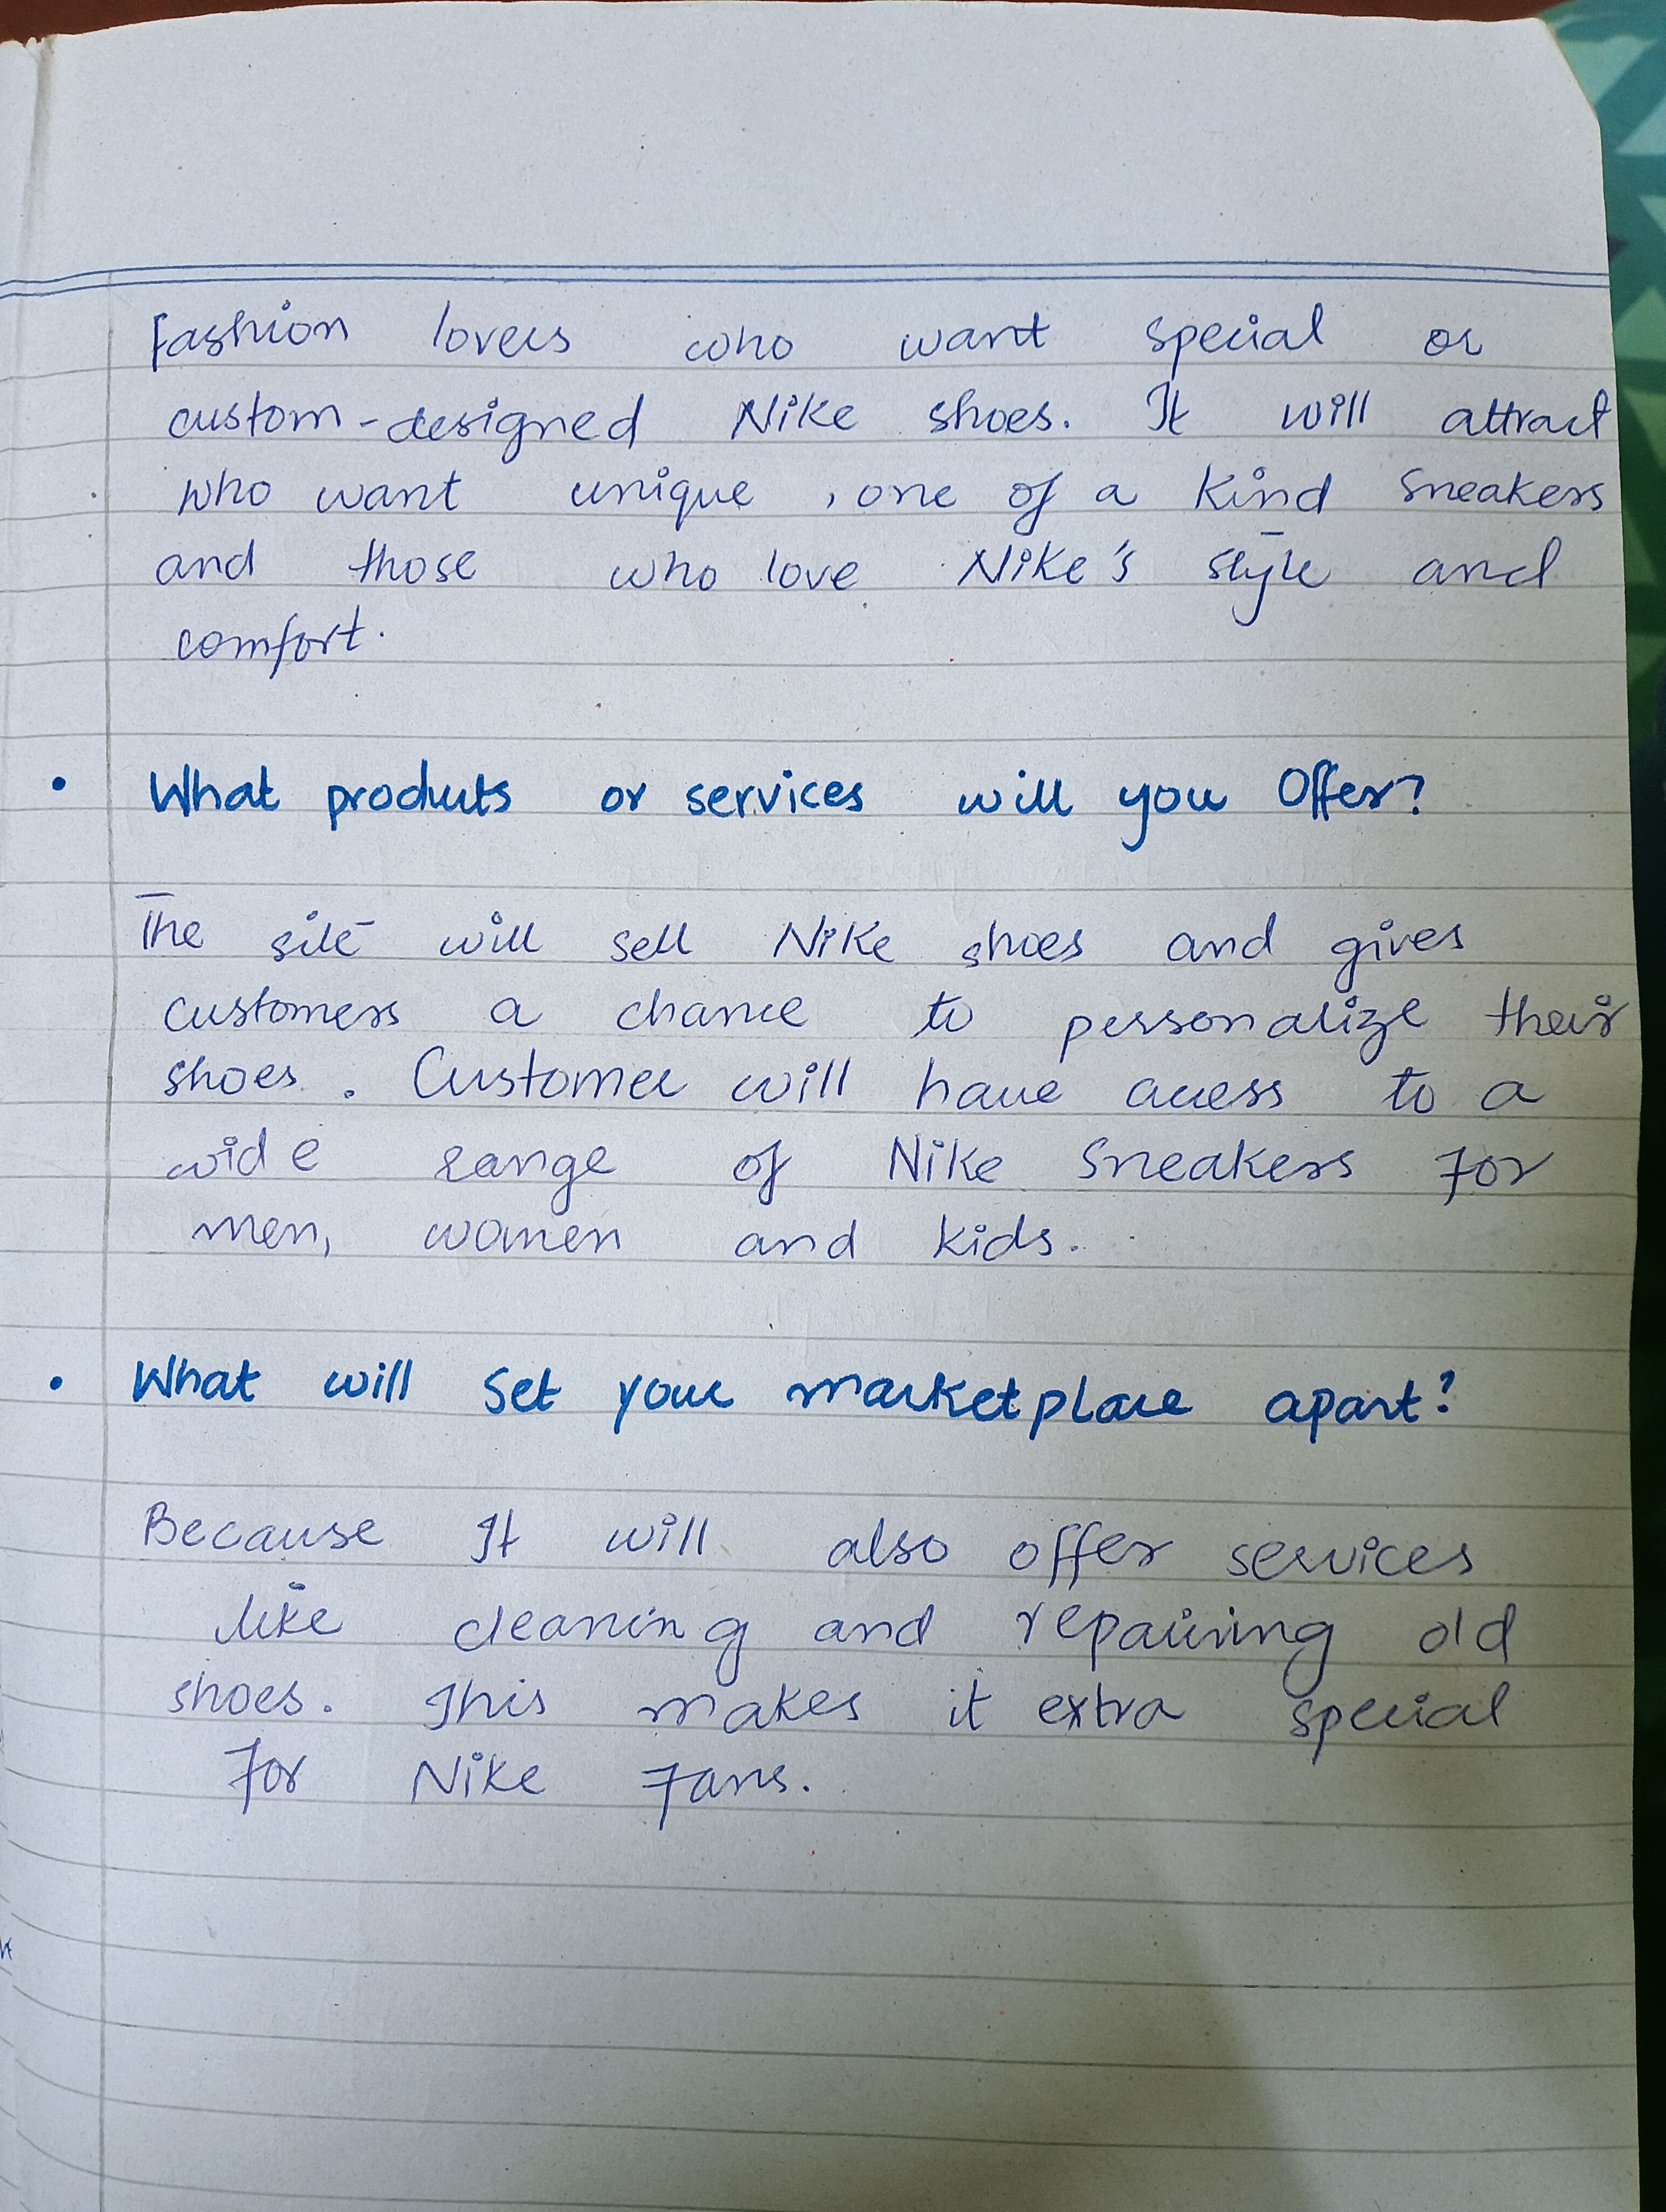 Fashion lovers who want special or
custom-designed Nike shoes. It will attract
who want unique, one of a kind Sneakers
and those who love Nike's style and
comfort.
• What products or services will you Offer?
The site will sell Nike shoes and gives
customers a chance to personalize their
shoes. Customer will have access to a
wide range of Nike Sneakers For
men, women and kids.
• What will Set your marketplace apart?
Because It will also offer services
like cleaning and repairing old
shoes. This makes it extra special
For Nike Fans.